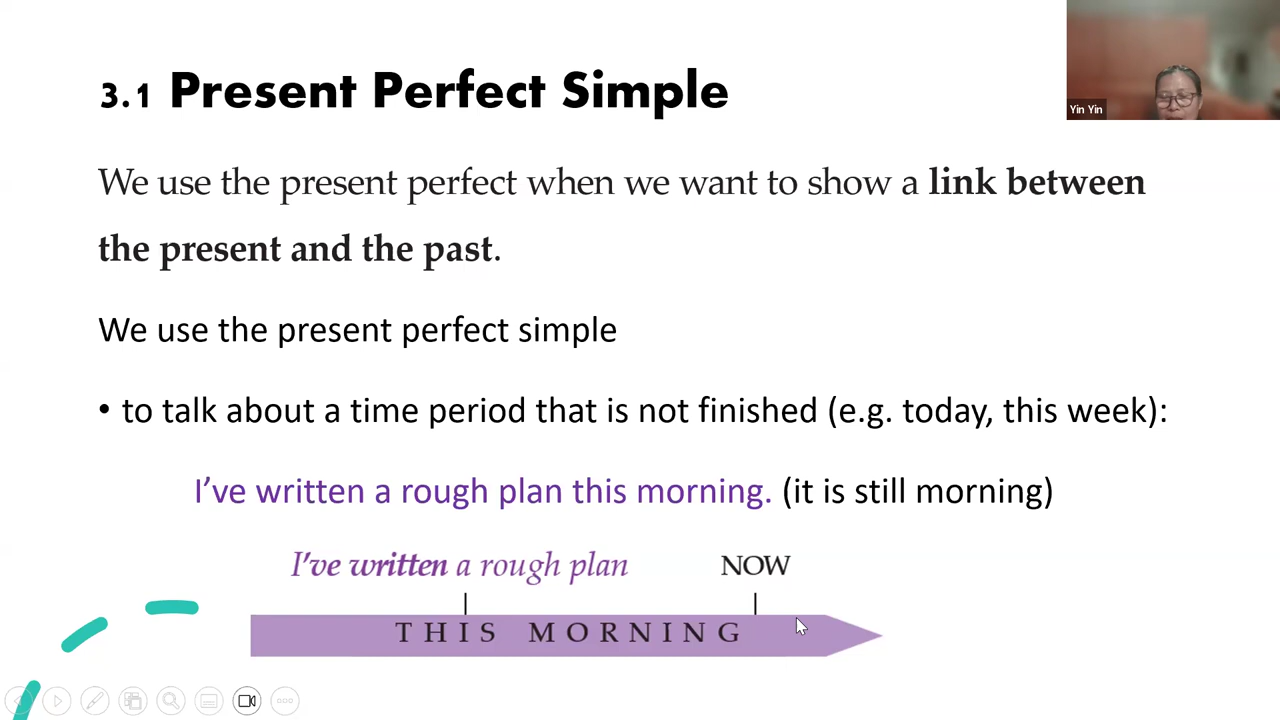 3.1 Present Perfect Simple
Yin Yin
We use the present perfect when we want to show a link between
the present and the past.
We use the present perfect simple
• to talk about a time period that is not finished (e.g. today, this week):
I’ve written a rough plan this morning. (it is still morning)
I've written a rough plan
NOW
THIS MORNING